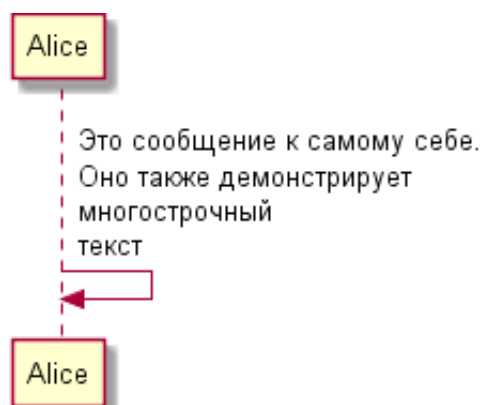 Alice
Это сообщение к самому себе.
Оно также демонстрирует
многострочный
текст
Alice